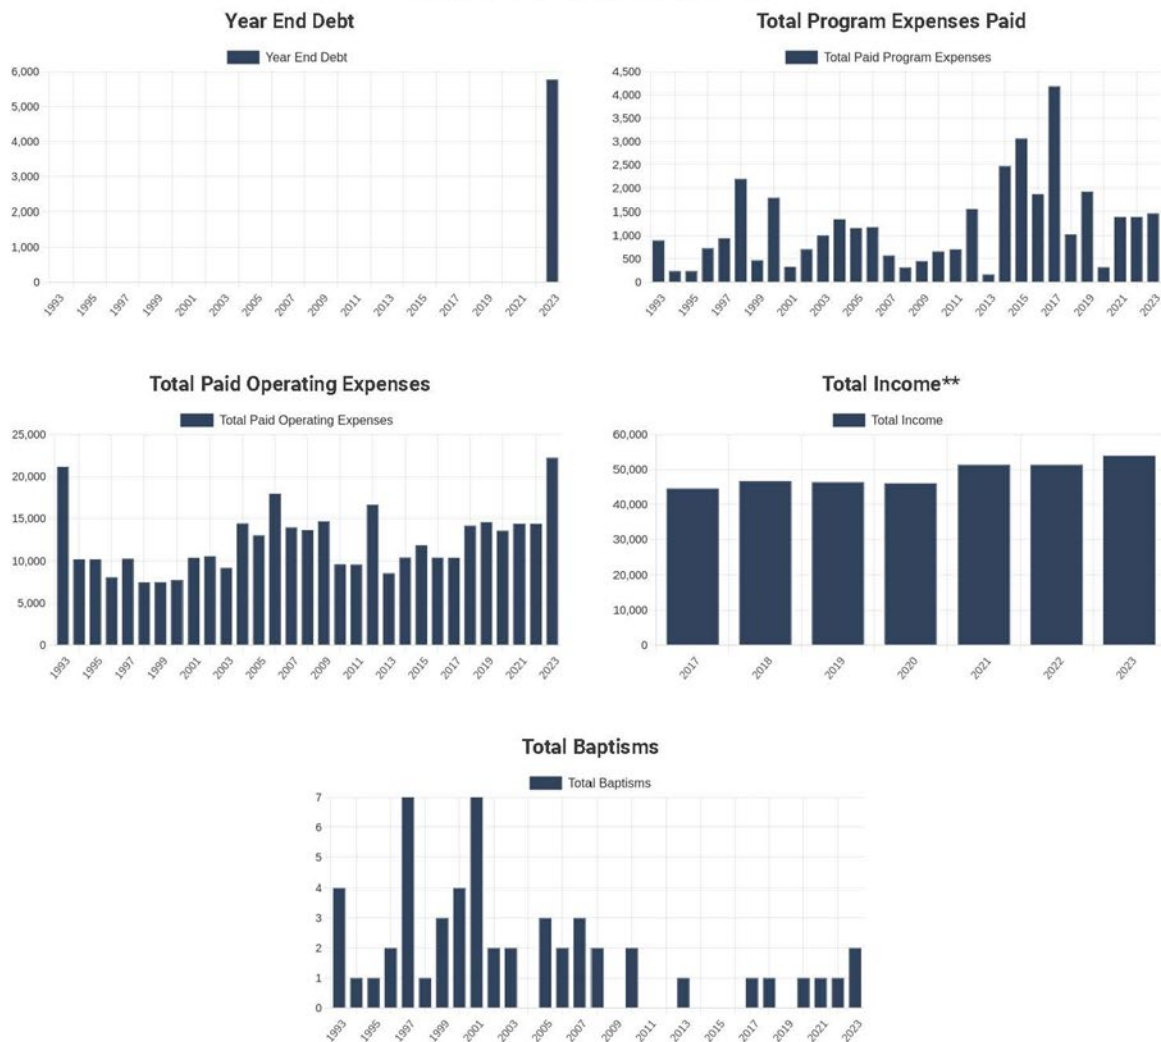 Year End Debt
Year End Debt
6,000
5,000
4,000
3,000
2,000
1,000
0
1993 1995 1997 1999 2001 2003 2005 2007 2009 2011 2013 2015 2017 2019 2021 2023
Total Program Expenses Paid
Total Paid Program Expenses
4,500
4,000
3,500
3,000
2,500
2,000
1,500
1,000
500
0
1993 1995 1997 1999 2001 2003 2005 2007 2009 2011 2013 2015 2017 2019 2021 2023
Total Paid Operating Expenses
Total Paid Operating Expenses
25,000
20,000
15,000
10,000
5,000
0
1993 1995 1997 1999 2001 2003 2005 2007 2009 2011 2013 2015 2017 2019 2021 2023
Total Income**
Total Income
60,000
50,000
40,000
30,000
20,000
10,000
0
2017 2018 2019 2020 2021 2022 2023
Total Baptisms
Total Baptisms
7
6
5
4
3
2
1
0
1993 1995 1997 1999 2001 2003 2005 2007 2009 2011 2013 2015 2017 2019 2021 2023